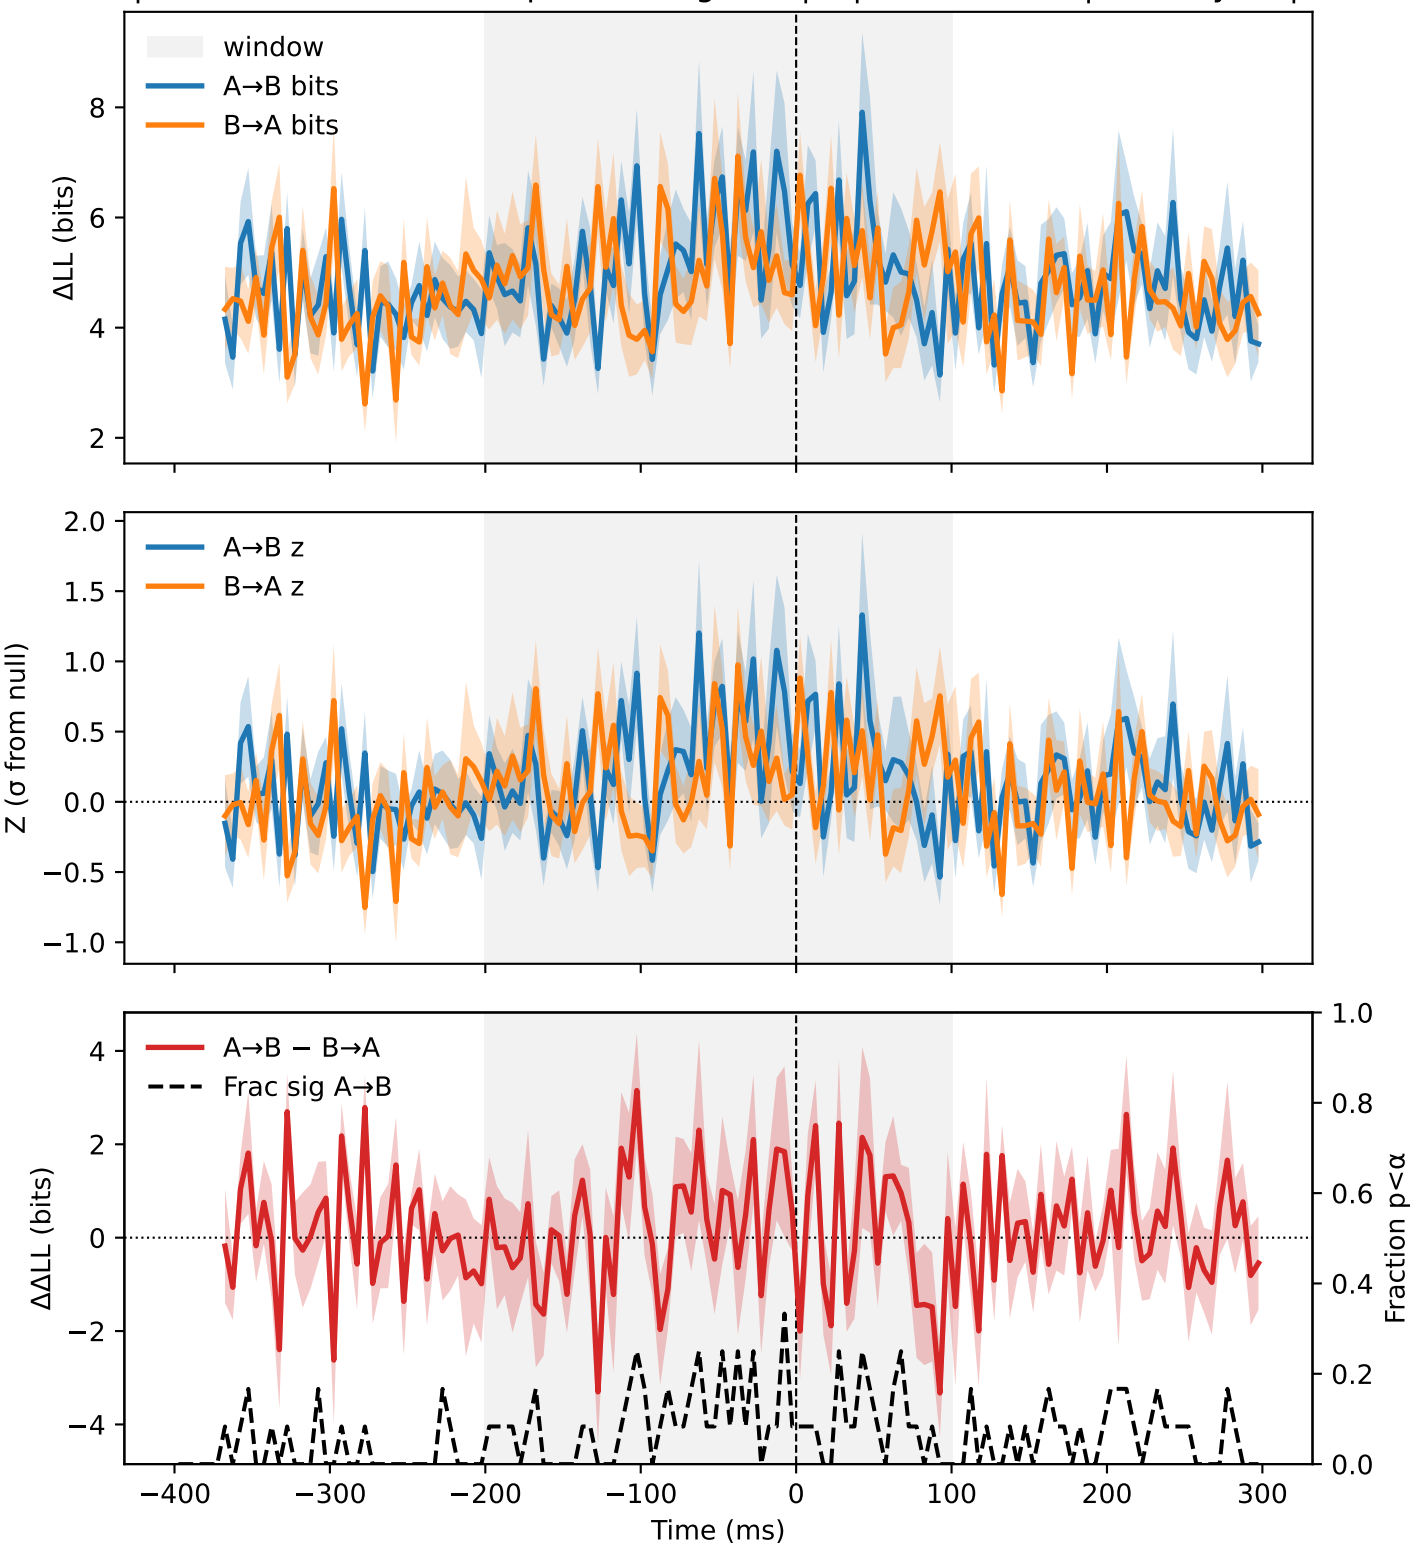 window
A→B bits
B→A bits
ΔLL (bits)
8
6
4
2
A→B z
B→A z
Z (σ from null)
2.0
1.5
1.0
0.5
0.0
−0.5
−1.0
A→B − B→A
Frac sig A→B
ΔΔLL (bits)
4
2
0
−2
−4
1.0
0.8
0.6
0.4
0.2
0.0
Fraction p<α
−400 −300 −200 −100 0 100 200 300
Time (ms)